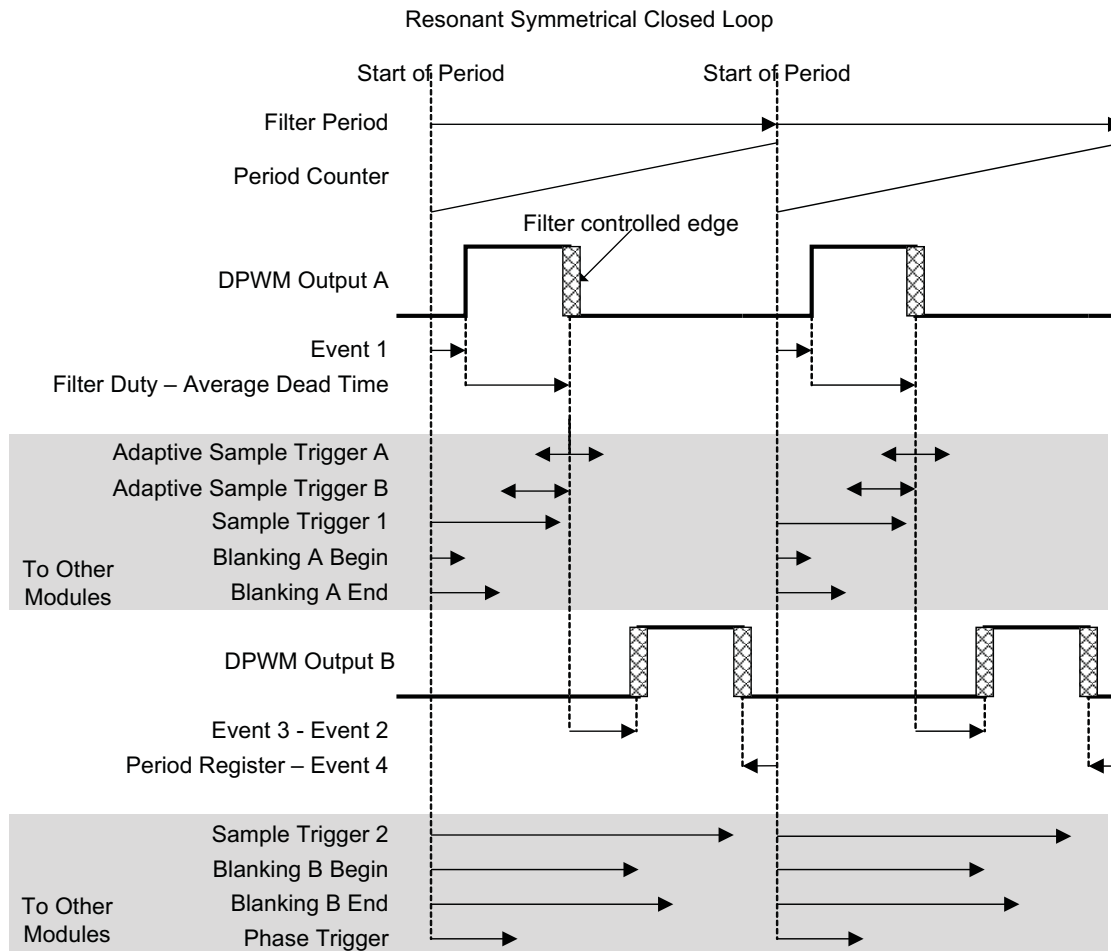 Resonant Symmetrical Closed Loop
Start of Period
Start of Period
Filter Period
Period Counter
Filter controlled edge
DPWM Output A
Event 1
Filter Duty – Average Dead Time
Adaptive Sample Trigger A
Adaptive Sample Trigger B
Sample Trigger 1
Blanking A Begin
Blanking A End
To Other
Modules
DPWM Output B
Event 3 - Event 2
Period Register – Event 4
Sample Trigger 2
Blanking B Begin
Blanking B End
Phase Trigger
To Other
Modules